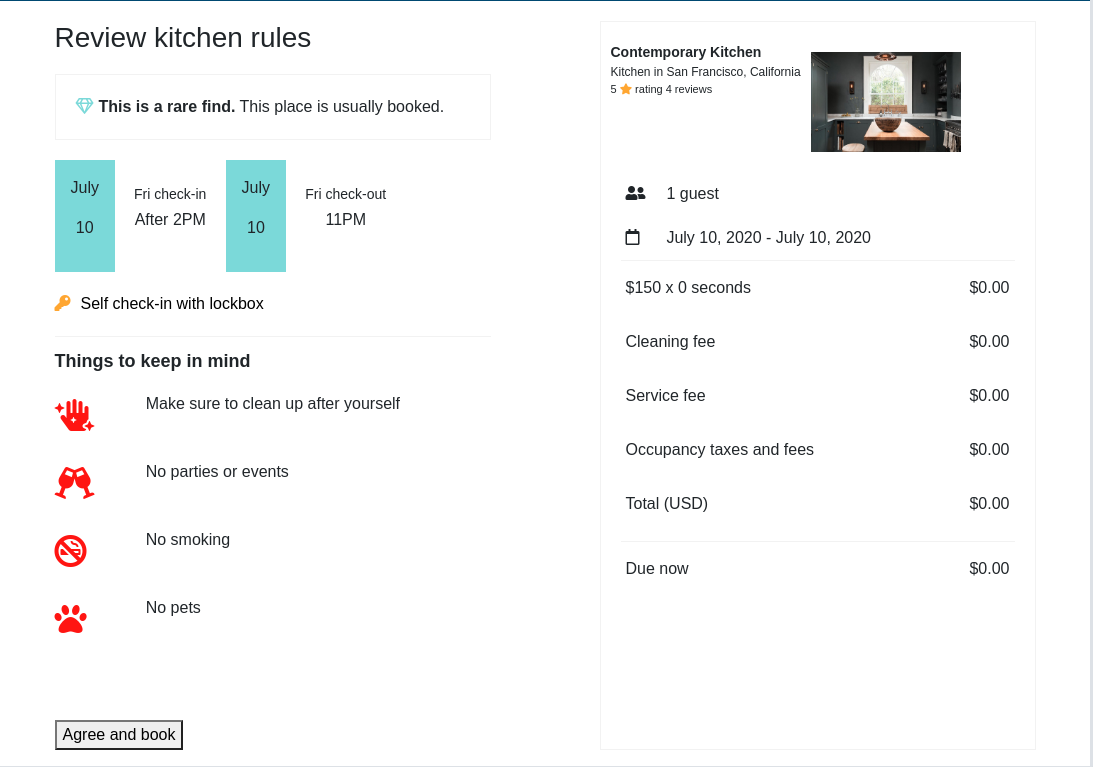 Review kitchen rules
This is a rare find. This place is usually booked.
July
10
Fri check-in
After 2PM
July
10
Fri check-out
11PM
Self check-in with lockbox
Things to keep in mind
Make sure to clean up after yourself
No parties or events
No smoking
No pets
Agree and book
Contemporary Kitchen
Kitchen in San Francisco, California
5 rating 4 reviews
1 guest
July 10, 2020 - July 10, 2020
$150 x 0 seconds $0.00
Cleaning fee $0.00
Service fee $0.00
Occupancy taxes and fees $0.00
Total (USD) $0.00
Due now $0.00